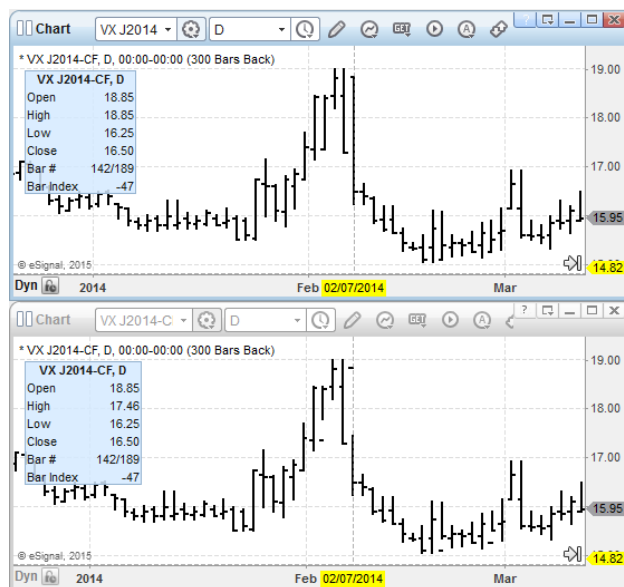 Chart VX J2014 D GET A ?
* VX J2014-CF, D, 00:00-00:00 (300 Bars Back)
VX J2014-CF, D
Open 18.85
High 18.85
Low 16.25
Close 16.50
Bar # 142/189
Bar Index -47
19.00
18.00
17.00
15.95
14.82
© eSignal, 2015
Dyn 2014 Feb 02/07/2014 Mar
Chart VX J2014-C D GET A ?
* VX J2014-CF, D, 00:00-00:00 (300 Bars Back)
VX J2014-CF, D
Open 18.85
High 17.46
Low 16.25
Close 16.50
Bar # 142/189
Bar Index -47
19.00
18.00
17.00
15.95
14.82
© eSignal, 2015
Dyn 2014 Feb 02/07/2014 Mar